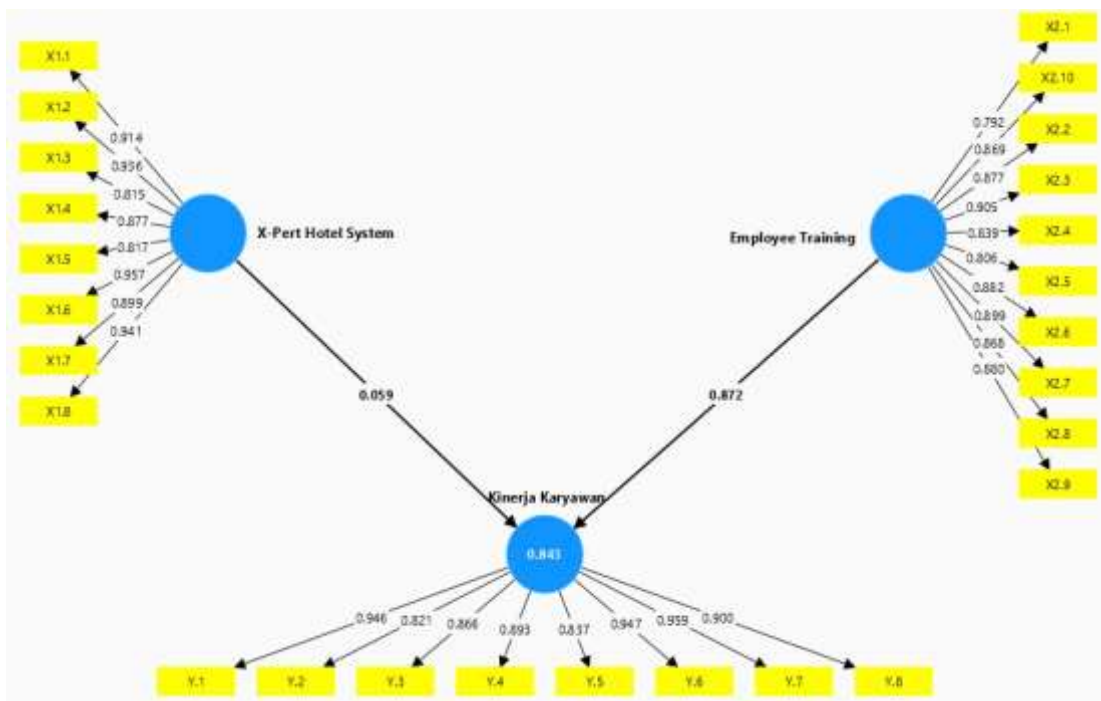 X1.1
X1.2
X1.3
X1.4
X1.5
X1.6
X1.7
X1.8
0.914
0.936
0.815
0.877
0.817
0.957
0.899
0.941
X-Pert Hotel System
X2.1
X2.10
X2.2
X2.3
X2.4
X2.5
X2.6
X2.7
X2.8
X2.9
0.792
0.869
0.877
0.905
0.839
0.806
0.882
0.899
0.868
0.880
Employee Training
0.059
0.872
Kinerja Karyawan
0.843
0.946
0.821
0.866
0.893
0.837
0.947
0.959
0.900
Y.1
Y.2
Y.3
Y.4
Y.5
Y.6
Y.7
Y.8